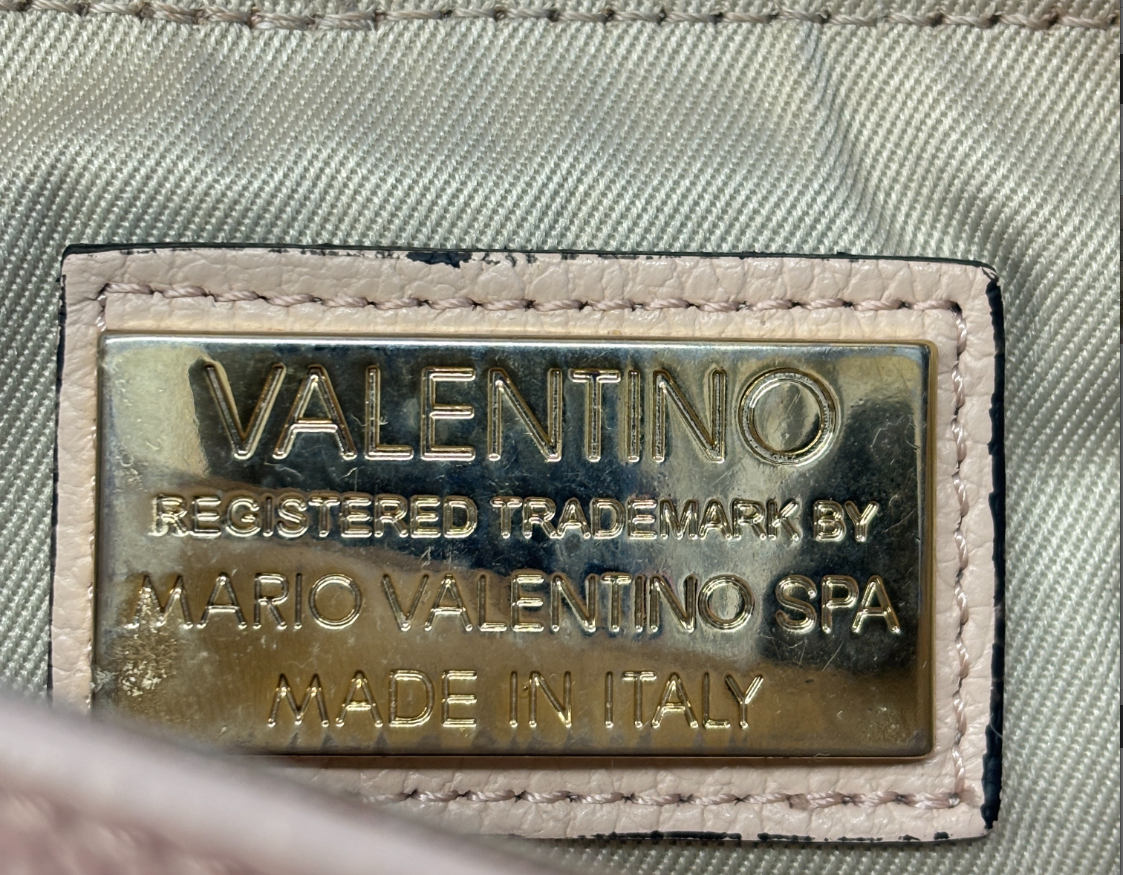 VALENTINO
REGISTERED TRADEMARK BY
MARIO VALENTINO SPA
MADE IN ITALY